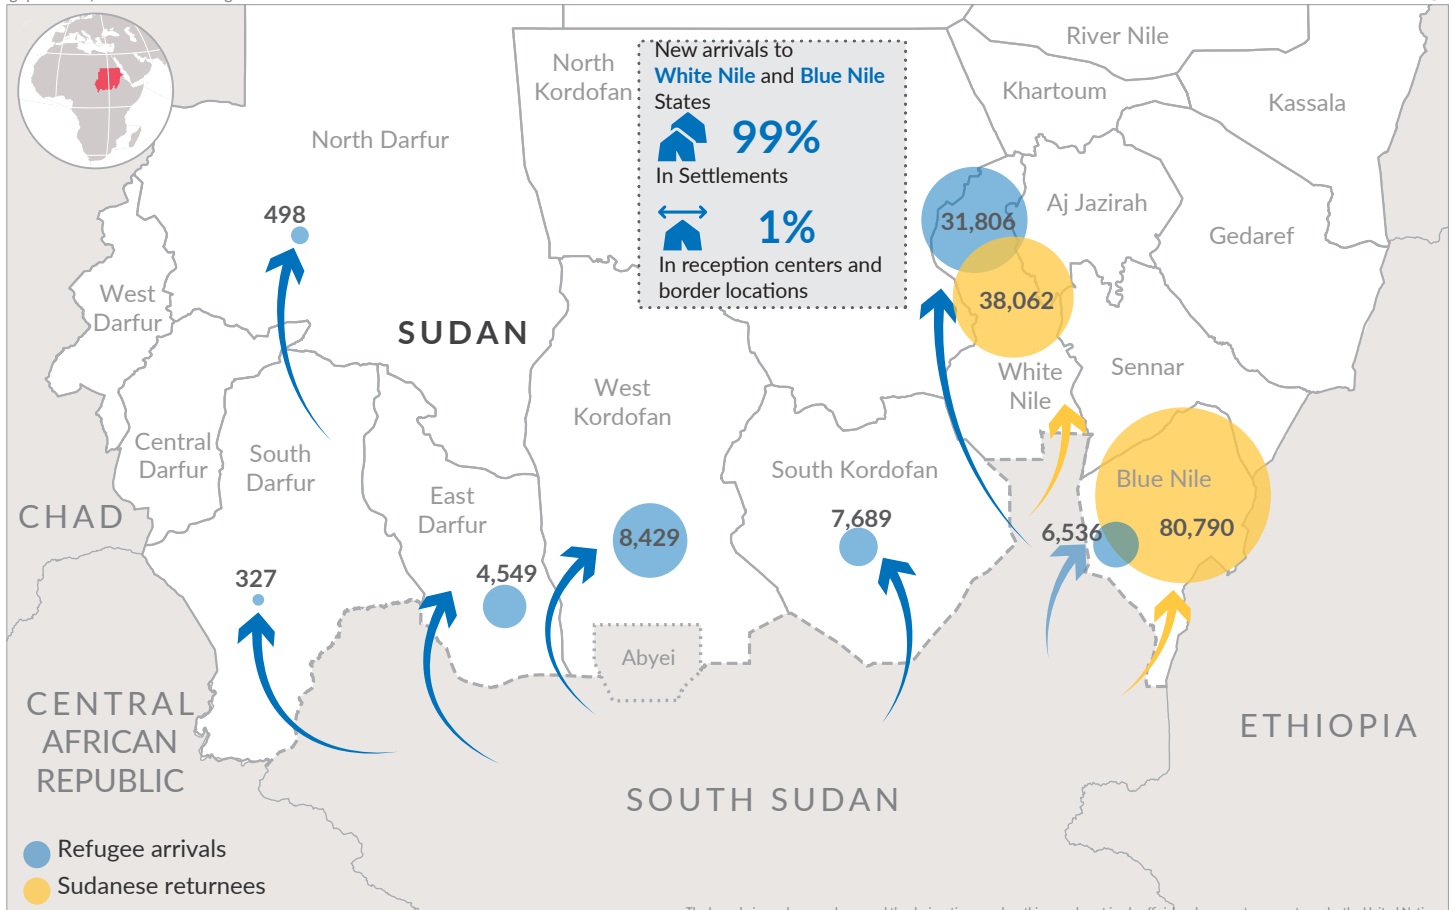 River Nile
North
Kordofan
New arrivals to
White Nile and Blue Nile
States
99%
In Settlements
1%
In reception centers and
border locations
Khartoum
Kassala
North Darfur
498
31,806
Aj Jazirah
Gedaref
38,062
West
Darfur
SUDAN
White
Nile
Sennar
West
Kordofan
Central
Darfur
South
Darfur
South Kordofan
Blue Nile
East
Darfur
CHAD
7,689
6,536
80,790
8,429
4,549
327
Abyei
CENTRAL
AFRICAN
REPUBLIC
ETHIOPIA
SOUTH SUDAN
Refugee arrivals
Sudanese returnees